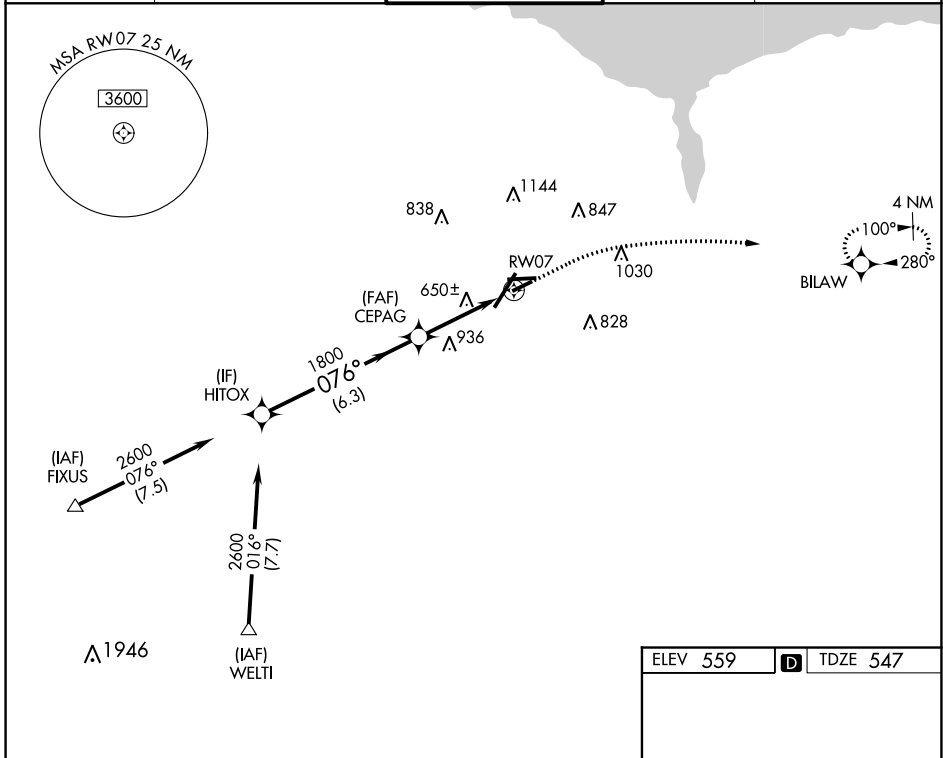 MSA RW07 25 NM
3600
1144
838
847
4 NM
100°
280°
BILAW
RW07
1030
650±
(FAF)
CEPAG
936
828
1800
076°
(6.3)
(IF)
HITOX
(IAF)
FIXUS
2600
076°
(7.5)
2600
016°
(7.7)
(IAF)
WELTI
1946
ELEV 559 D TDZE 547